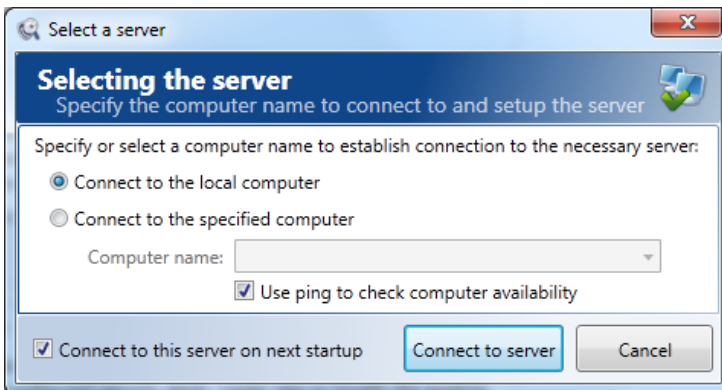 Select a server
Selecting the server
Specify the computer name to connect to and setup the server
Specify or select a computer name to establish connection to the necessary server:
Connect to the local computer
Connect to the specified computer
Computer name:
Use ping to check computer availability
Connect to this server on next startup
Connect to server
Cancel